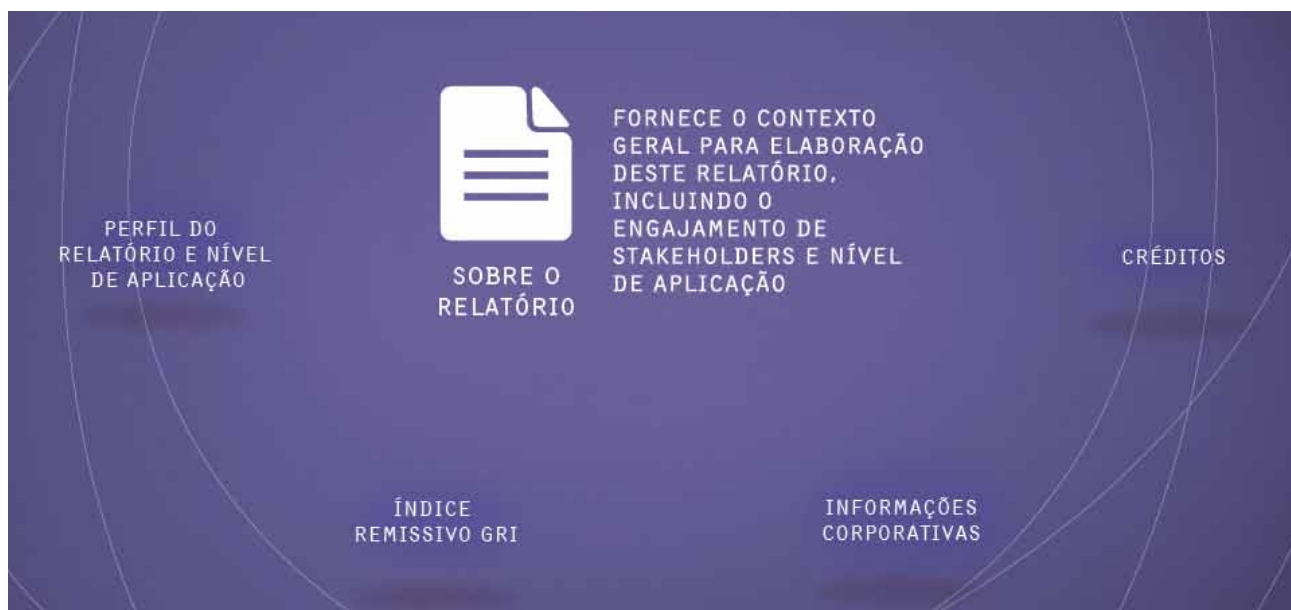 SOBRE O
RELATÓRIO
FORNECE O CONTEXTO
GERAL PARA ELABORAÇÃO
DESTE RELATÓRIO,
INCLUINDO O
ENGAJAMENTO DE
STAKEHOLDERS E NÍVEL
DE APLICAÇÃO
PERFIL DO
RELATÓRIO E NÍVEL
DE APLICAÇÃO
CRÉDITOS
ÍNDICE
REMISSIVO GRI
INFORMAÇÕES
CORPORATIVAS